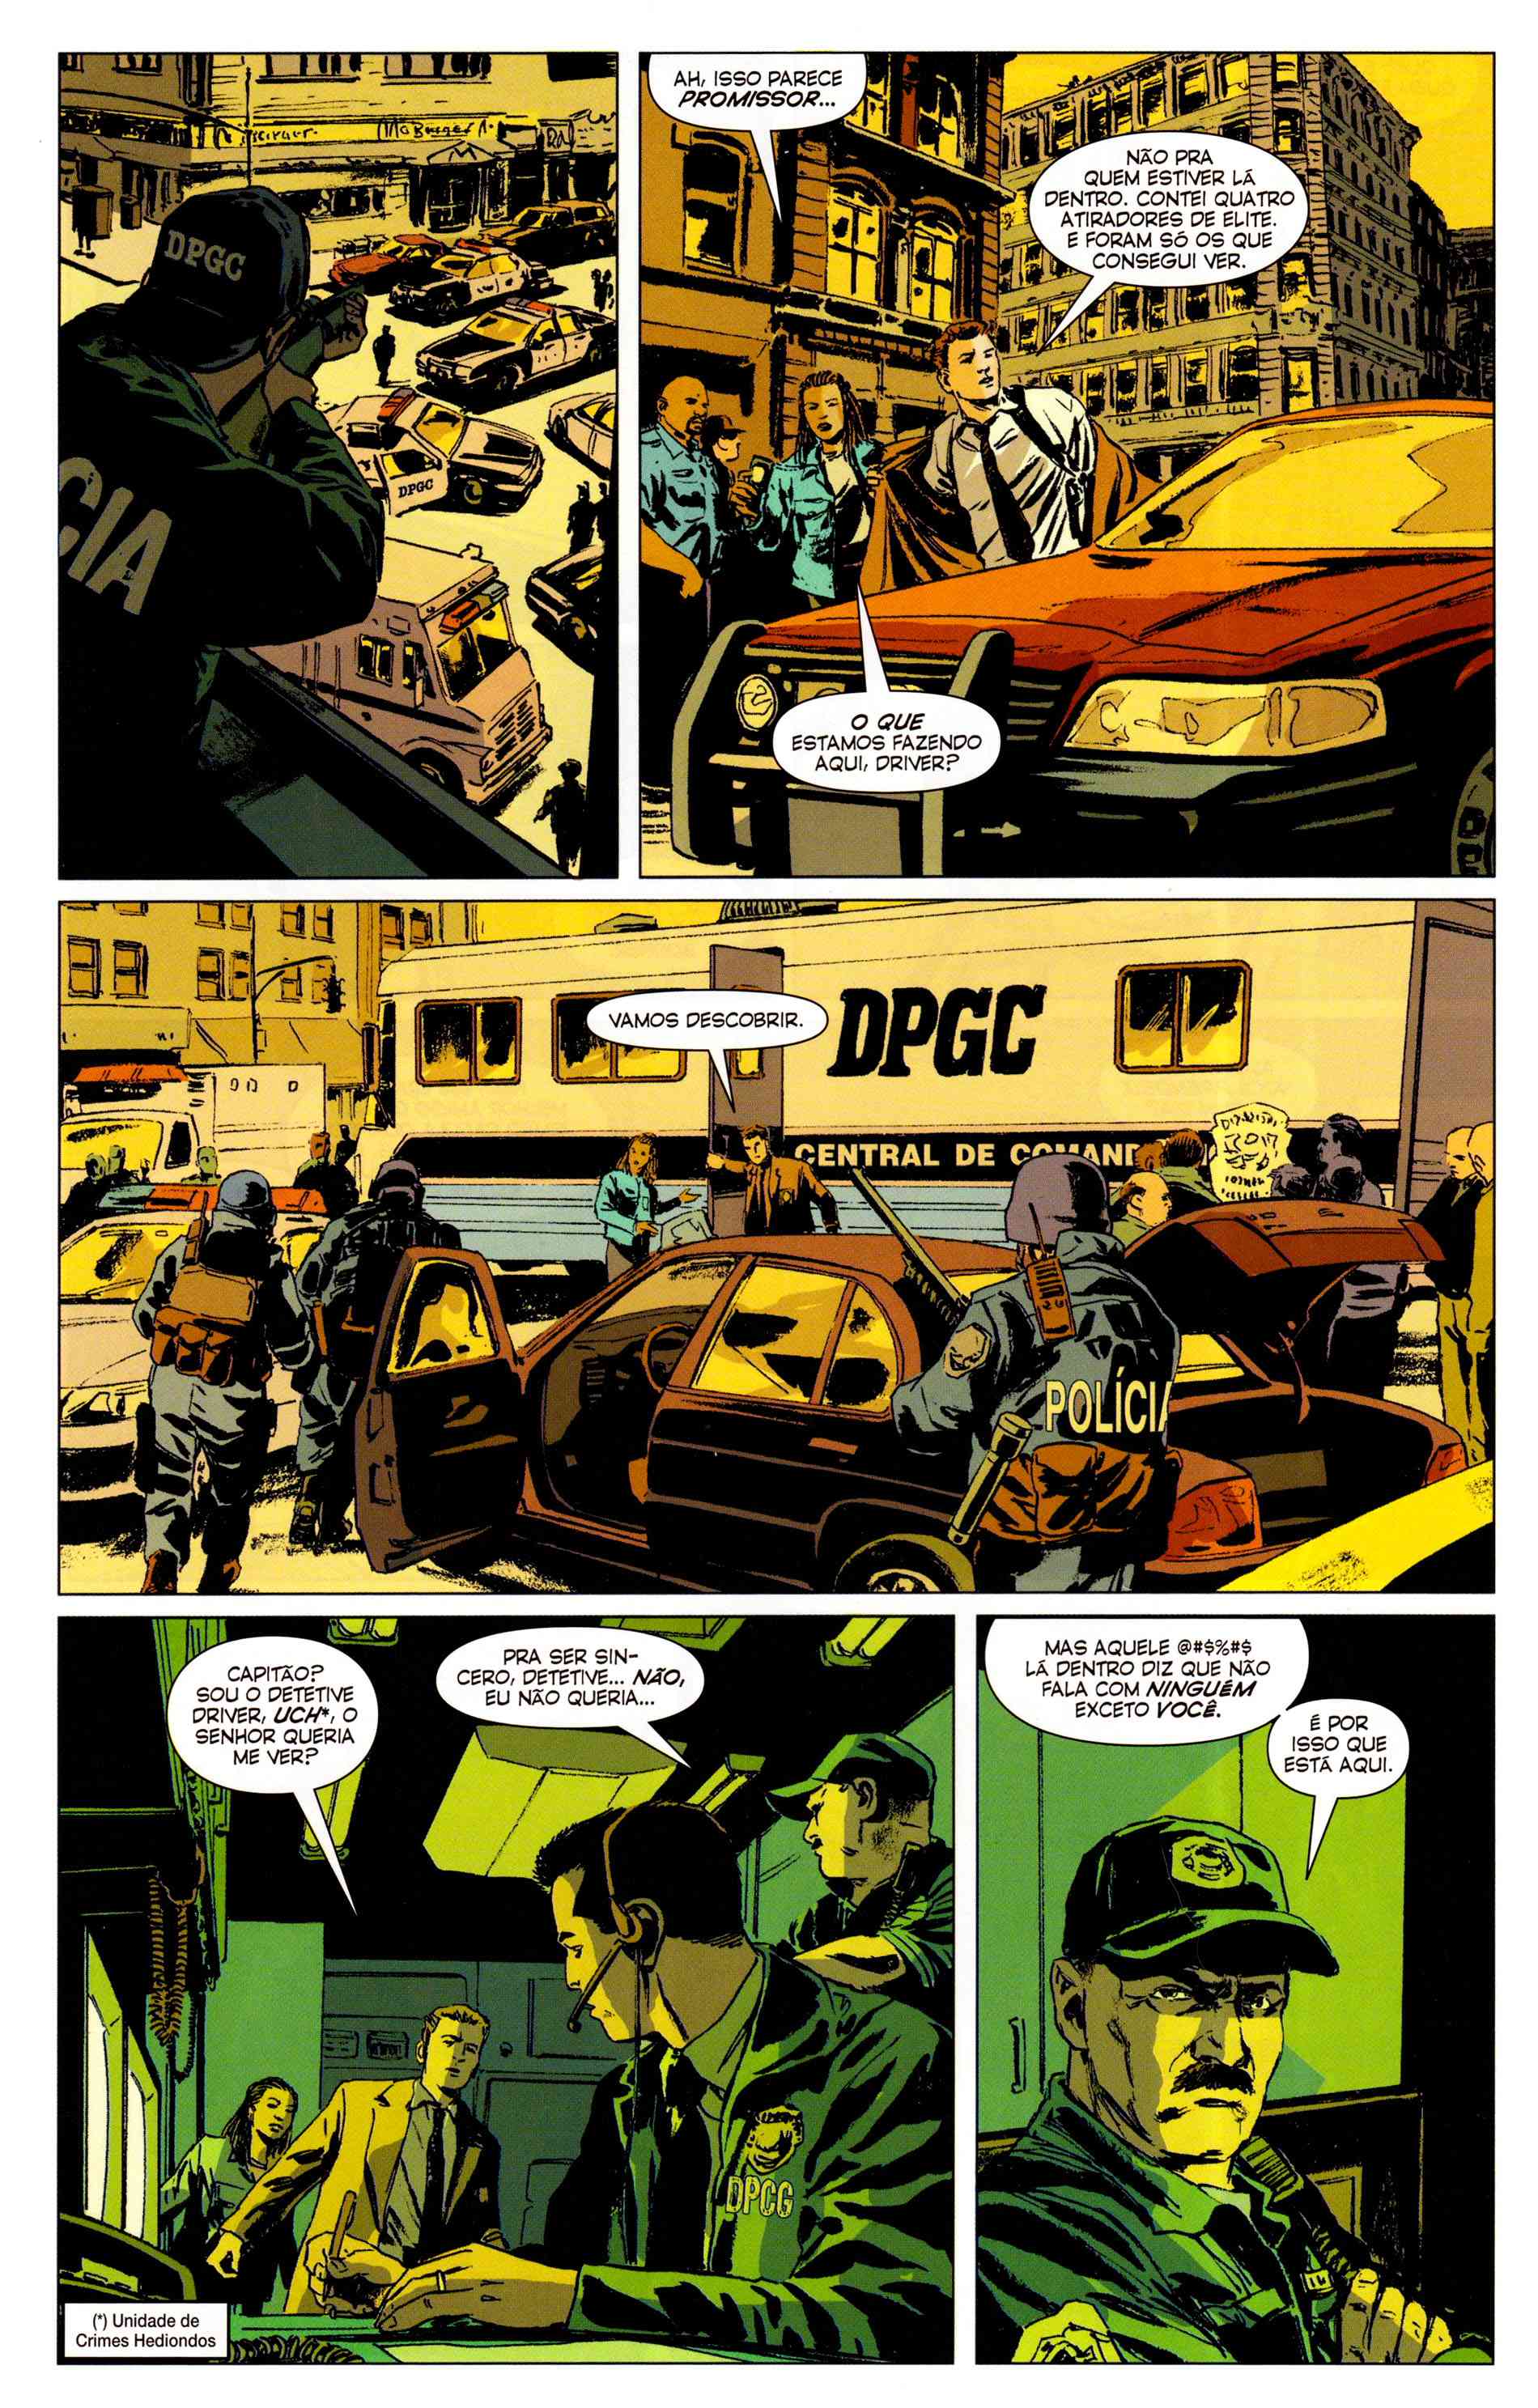 DPGC
CIA
DPGC
AH, ISSO PARECE
PROMISSOR...
NÃO PRA
QUEM ESTIVER LÁ
DENTRO. CONTEI QUATRO
ATIRADORES DE ELITE.
E FORAM SÓ OS QUE
CONSEGUI VER.
O QUE
ESTAMOS FAZENDO
AQUI, DRIVER?
VAMOS DESCOBRIR.
DPGC
CENTRAL DE COMAND
POLÍCIA
CAPITÃO?
SOU O DETETIVE
DRIVER, UCH*, O
SENHOR QUERIA
ME VER?
PRA SER SIN-
CERO, DETETIVE... NÃO,
EU NÃO QUERIA...
DPCG
(*) Unidade de
Crimes Hediondos
MAS AQUELE @#$%#$
LÁ DENTRO DIZ QUE NÃO
FALA COM NINGUÉM
EXCETO VOCÊ.
É POR
ISSO QUE
ESTÁ AQUI.